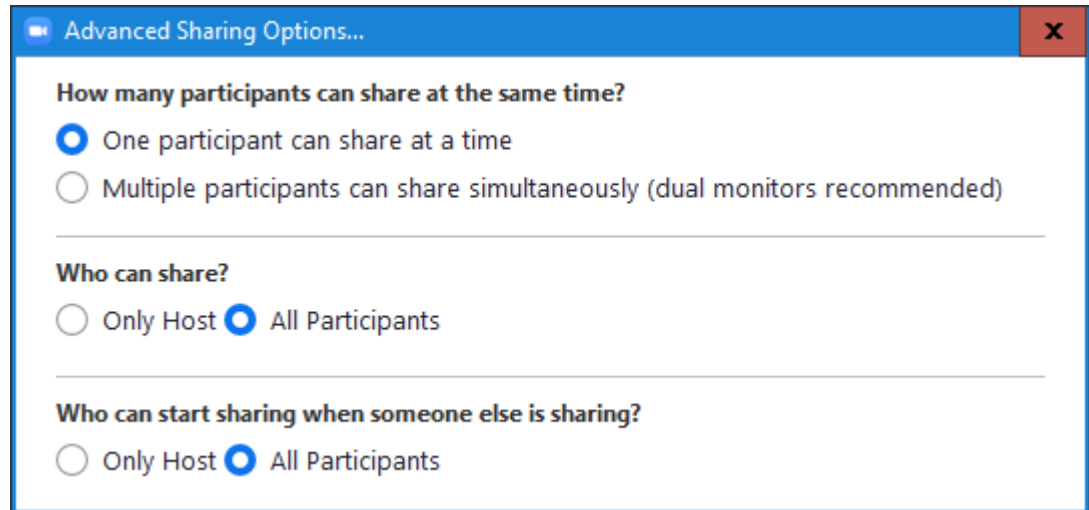 Advanced Sharing Options...
x
How many participants can share at the same time?
One participant can share at a time
Multiple participants can share simultaneously (dual monitors recommended)
Who can share?
Only Host All Participants
Who can start sharing when someone else is sharing?
Only Host All Participants